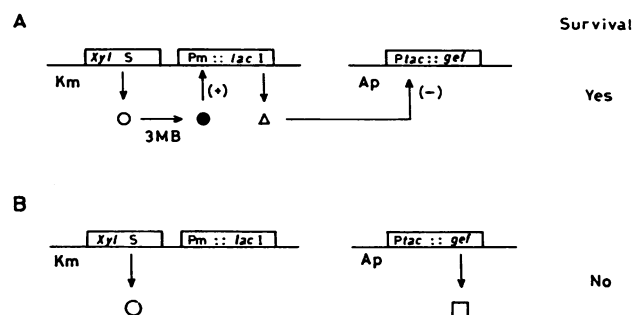 A
Survival
Xyl S
Pm :: lac I
Ptac :: gef
Km
(+)
Ap
(-)
Yes
3MB
B
Xyl S
Pm :: lac I
Ptac :: gef
Km
Ap
No